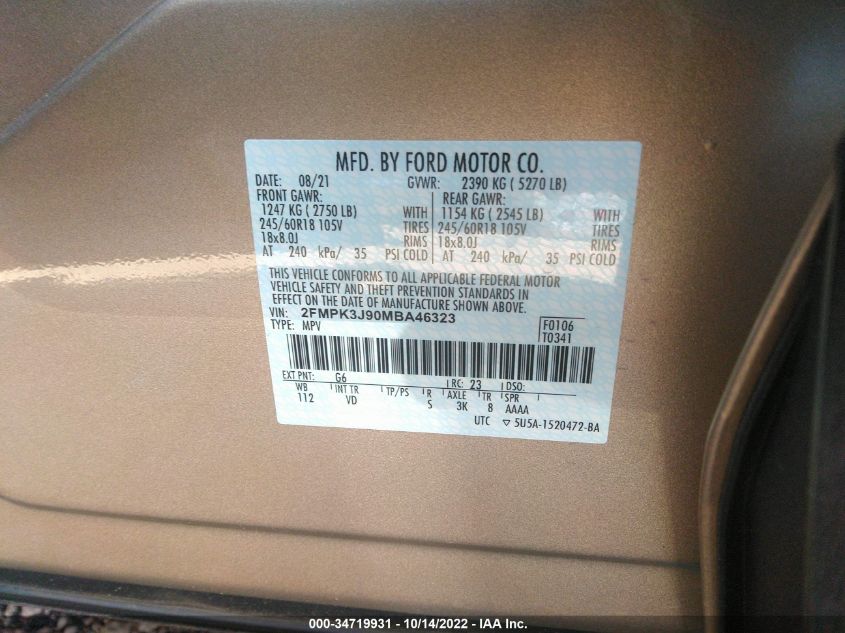 MFD. BY FORD MOTOR CO.
DATE: 08/21 GVWR: 2390 KG ( 5270 LB)
FRONT GAWR: REAR GAWR:
1247 KG ( 2750 LB) WITH 1154 KG ( 2545 LB) WITH
245/60R18 105V TIRES 245/60R18 105V TIRES
18x8.0J RIMS 18x8.0J RIMS
AT 240 kPa/ 35 PSI COLD AT 240 kPa/ 35 PSI COLD
THIS VEHICLE CONFORMS TO ALL APPLICABLE FEDERAL MOTOR
VEHICLE SAFETY AND THEFT PREVENTION STANDARDS IN
EFFECT ON THE DATE OF MANUFACTURE SHOWN ABOVE.
VIN: 2FMPK3J90MBA46323 F0106
TYPE: MPV T0341
EXT PNT: G6 RC: 23 DSO:
WB INT TR TP/PS R AXLE TR SPR
112 VD S 3K 8 AAAA
UTC ▽ 5U5A-1520472-BA
000-34719931 - 10/14/2022 - IAA Inc.